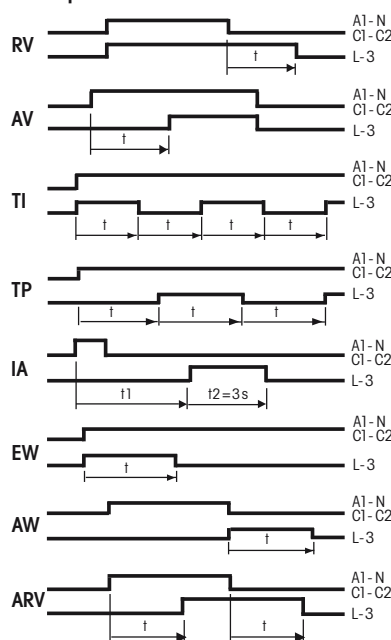 RV
A1-N
C1-C2
t
L-3
AV
A1-N
C1-C2
L-3
t
TI
A1-N
C1-C2
L-3
t t t t
TP
A1-N
C1-C2
L-3
t t t
IA
A1-N
C1-C2
L-3
t1 t2=3s
EW
A1-N
C1-C2
L-3
t
AW
A1-N
C1-C2
L-3
t
ARV
A1-N
C1-C2
L-3
t t